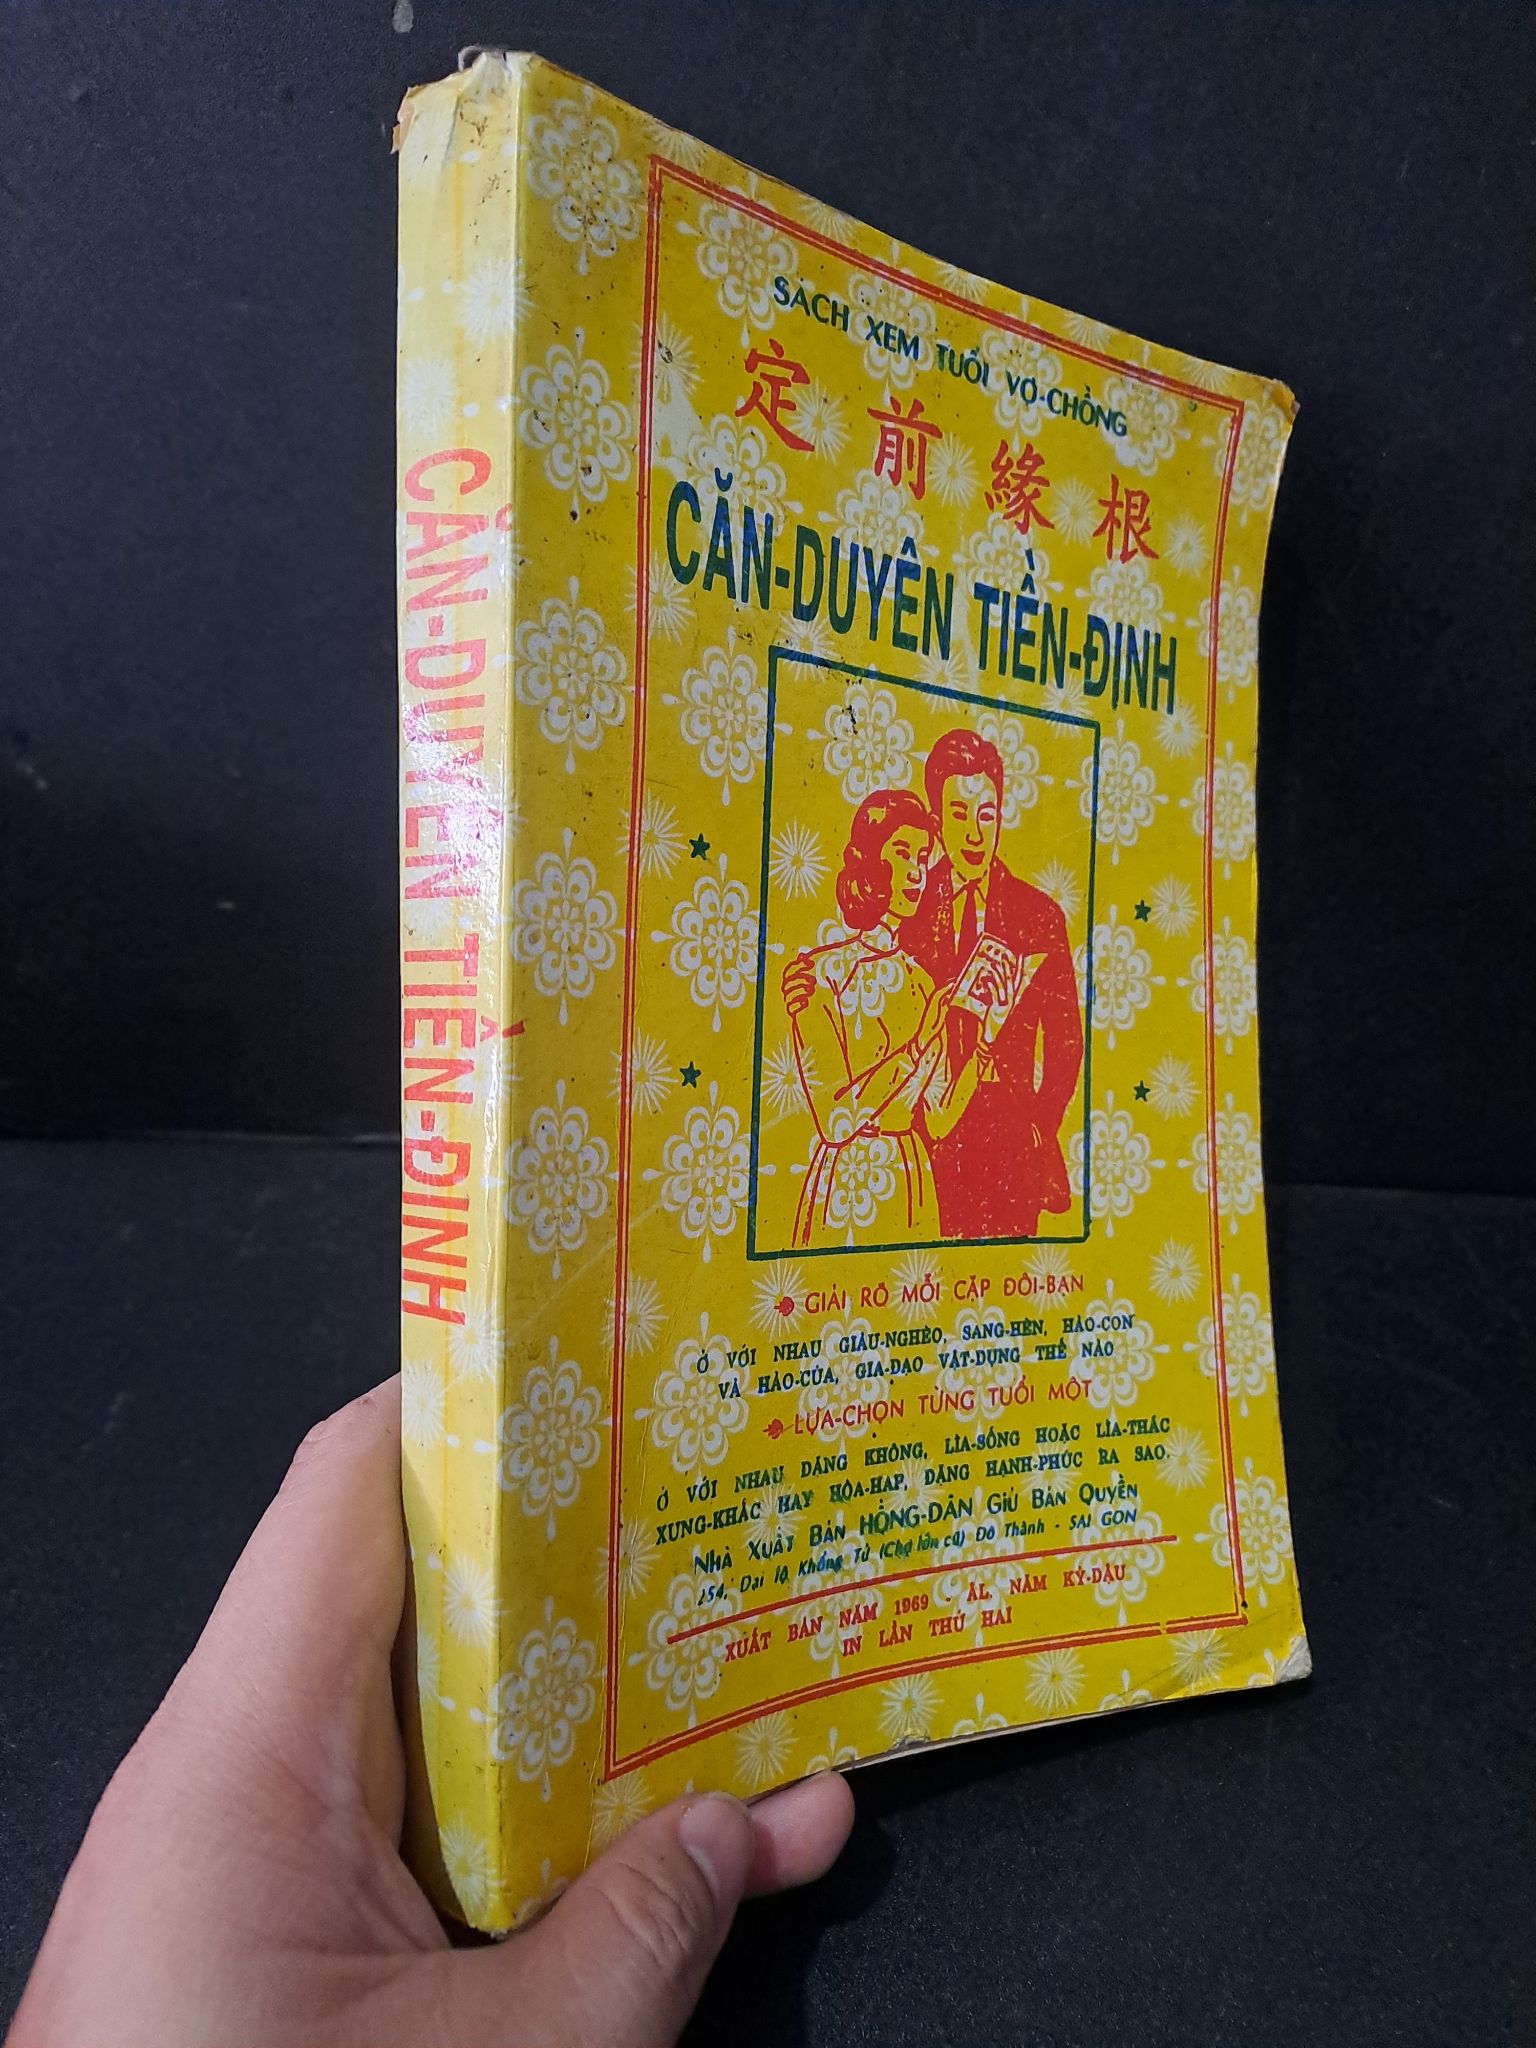 CĂN-DUYÊN TIỀN-ĐỊNH
SÁCH XEM TUỔI VỢ-CHỒNG
定前緣根
CĂN-DUYÊN TIỀN-ĐỊNH
GIẢI RÕ MỖI CẶP ĐÔI-BẠN
Ở VỚI NHAU GIÀU-NGHÈO, SANG-HÈN, HÀO-CON
VÀ HÀO-CỦA, GIA-ĐẠO VẬT-DỤNG THẾ NÀO
LỰA-CHỌN TỪNG TUỔI MỘT
Ở VỚI NHAU ĐẶNG KHÔNG, LÌA-SỐNG HOẶC LÌA-THÁC
XUNG-KHẮC HAY HÒA-HẠP, ĐẶNG HẠNH-PHÚC RA SAO.
NHÀ XUẤT BẢN HỒNG-DÂN GIỮ BẢN QUYỀN
254, Đại lộ Khổng Tử (Chợ lớn cũ) Đô Thành - SAI GON
XUẤT BẢN NĂM 1969 - ÂL. NĂM KỶ-DẬU
IN LẦN THỨ HAI